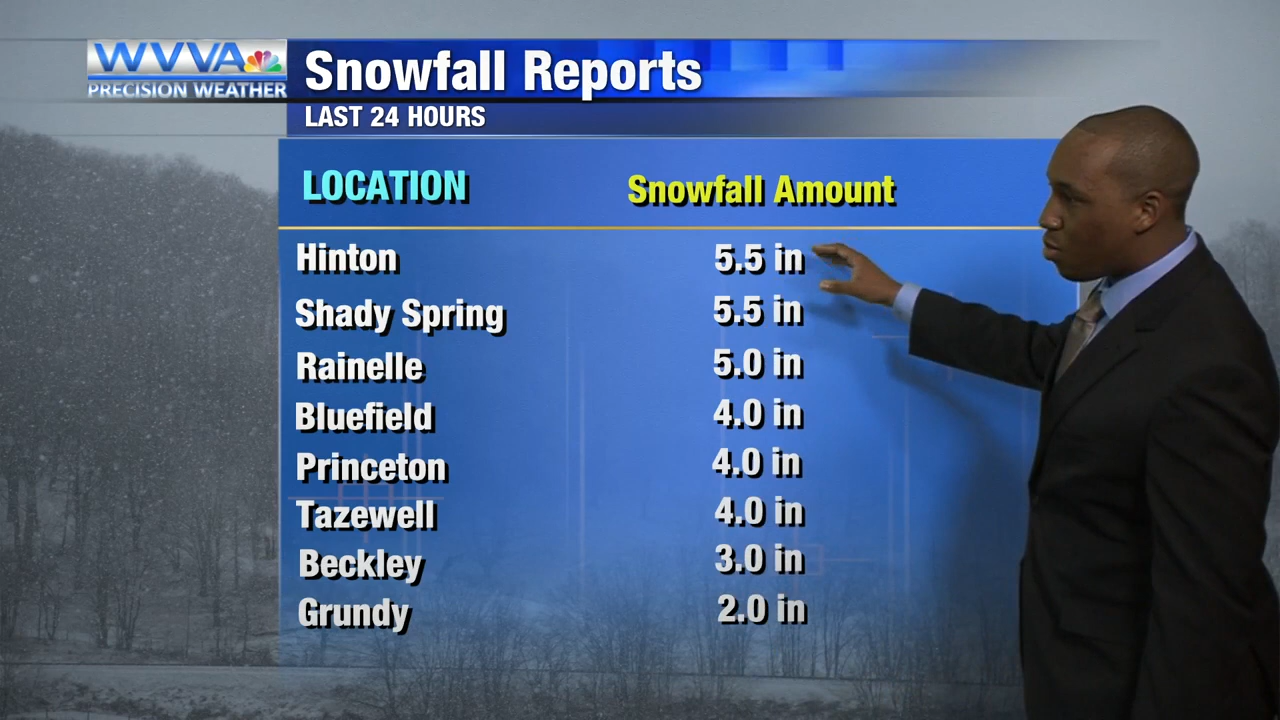 WVVA
PRECISION WEATHER
Snowfall Reports
LAST 24 HOURS
LOCATION Snowfall Amount
Hinton 5.5 in
Shady Spring 5.5 in
Rainelle 5.0 in
Bluefield 4.0 in
Princeton 4.0 in
Tazewell 4.0 in
Beckley 3.0 in
Grundy 2.0 in